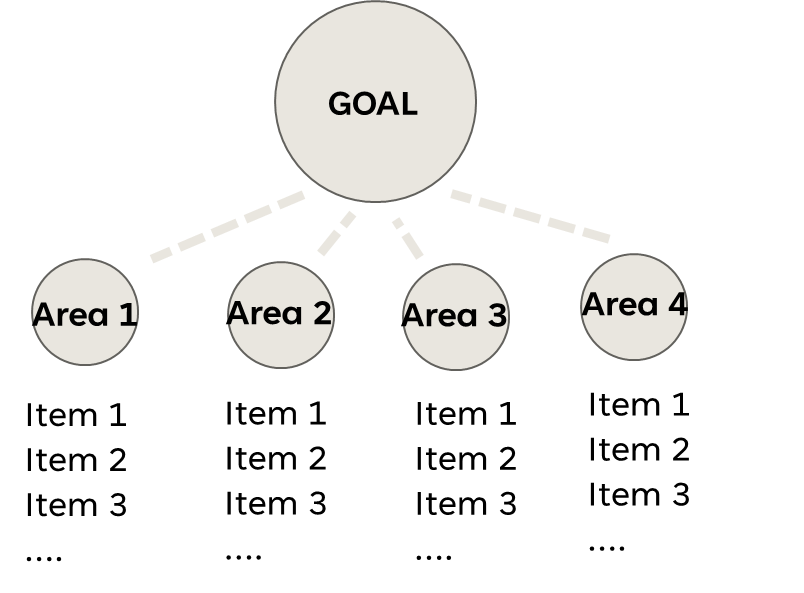 GOAL
Area 1
Area 2
Area 3
Area 4
Item 1
Item 2
Item 3
....
Item 1
Item 2
Item 3
....
Item 1
Item 2
Item 3
....
Item 1
Item 2
Item 3
....